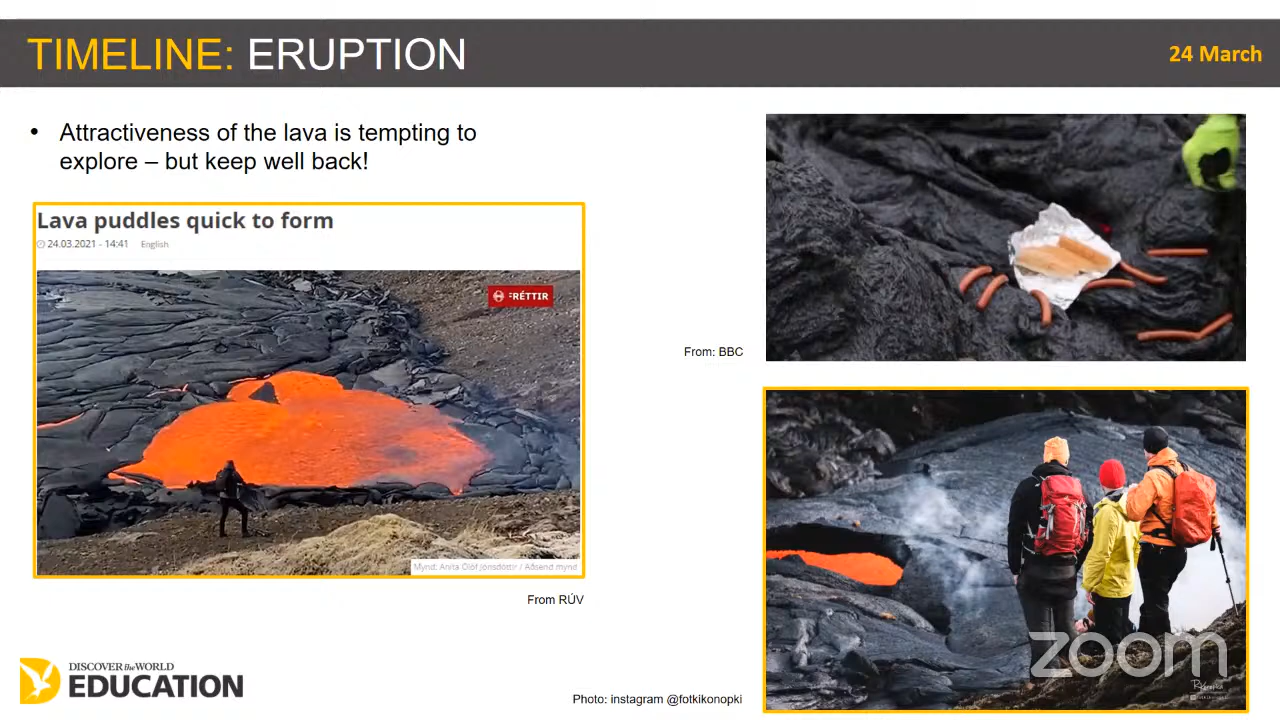 TIMELINE: ERUPTION
24 March
• Attractiveness of the lava is tempting to
explore – but keep well back!
Lava puddles quick to form
24.03.2021 - 14:41 English
FRÉTTIR
Mynd: Anita Ólöf Jónsdóttir / Aðsend mynd
From RÚV
From: BBC
zoom
DISCOVER the WORLD
EDUCATION
Photo: instagram @fotkikonopki